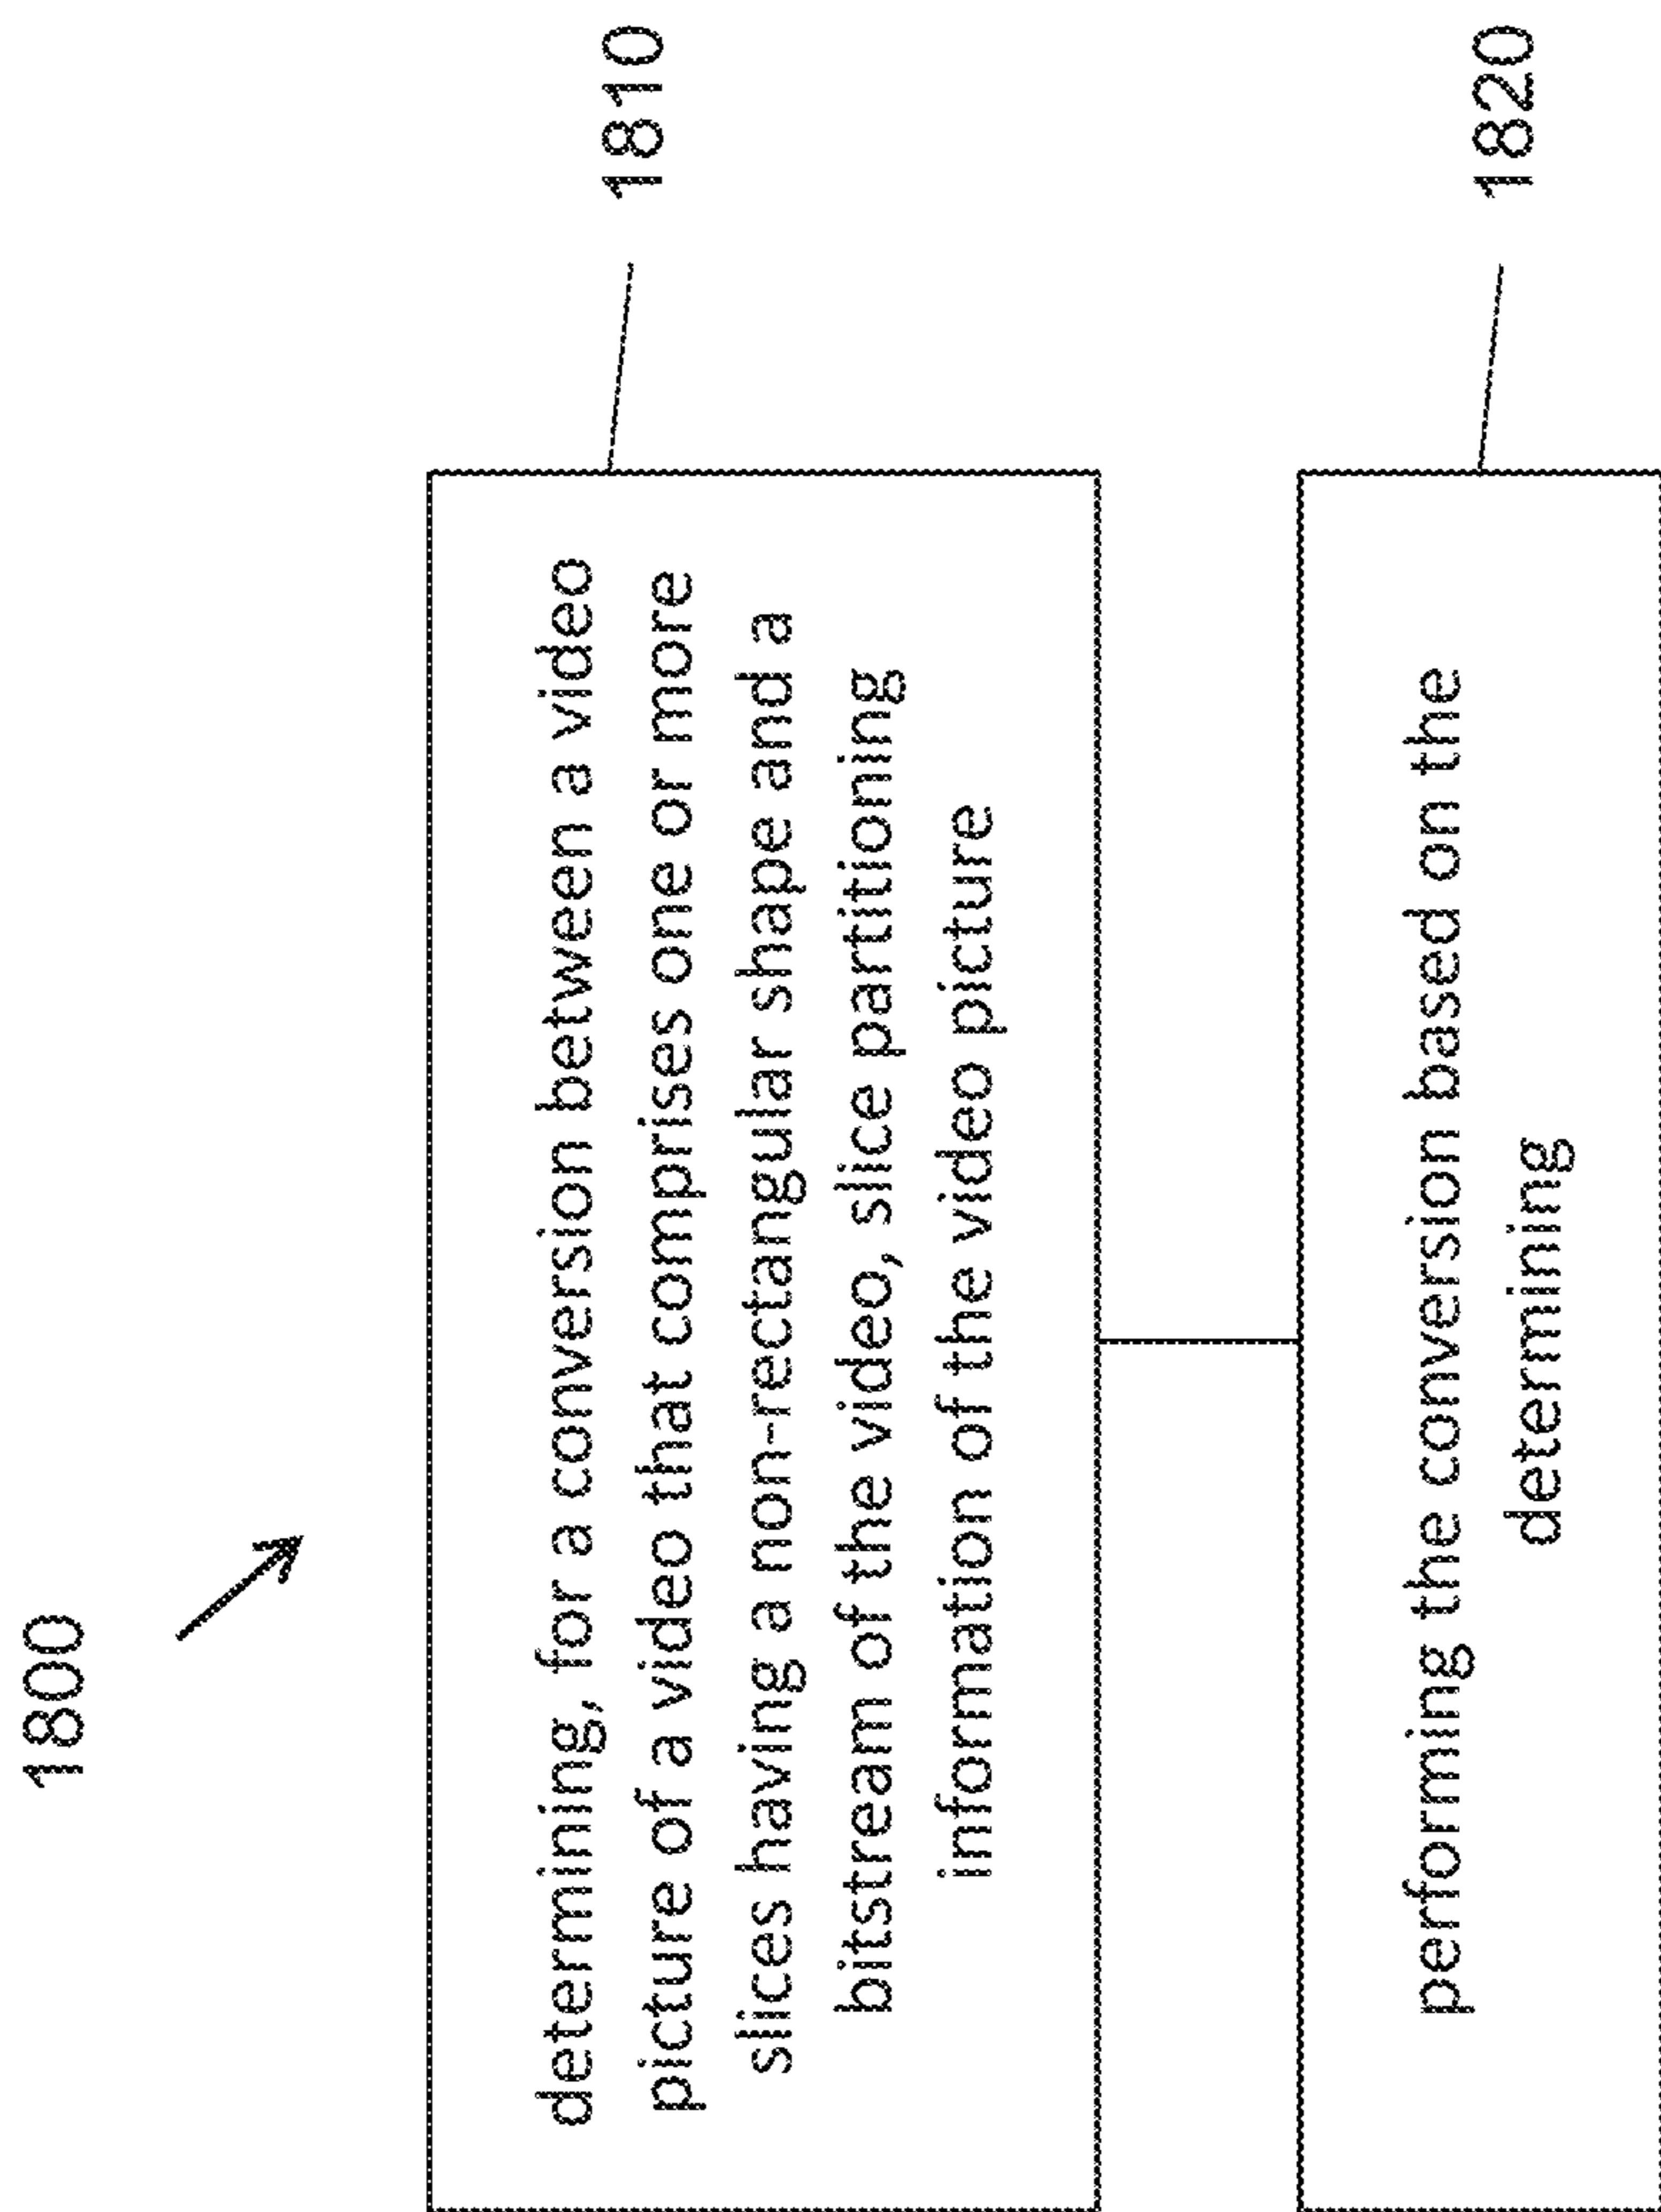 1800
determining, for a conversion between a video
picture of a video that comprises one or more
slices having a non-rectangular shape and a
bitstream of the video, slice partitioning
information of the video picture
1810
performing the conversion based on the
determining
1820